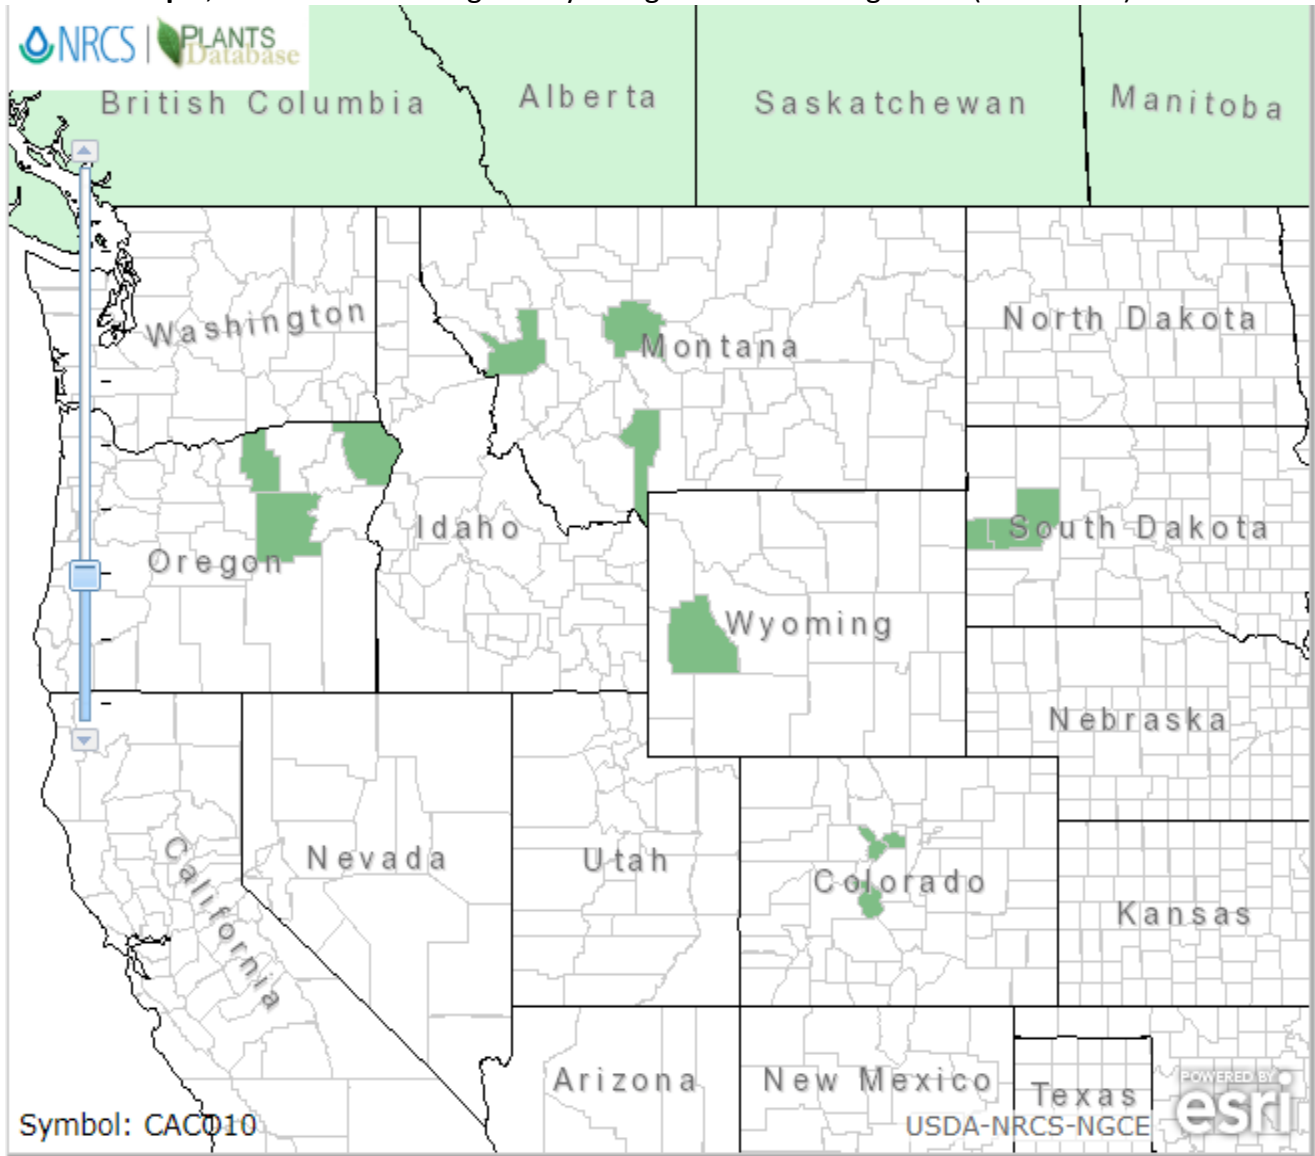 NRCS | PLANTS
Database
British Columbia
Alberta
Saskatchewan
Manitoba
Washington
Montana
North Dakota
Oregon
Idaho
South Dakota
Wyoming
Nebraska
California
Nevada
Utah
Colorado
Kansas
Arizona
New Mexico
Texas
POWERED BY
esri
Symbol: CACO10
USDA-NRCS-NGCE